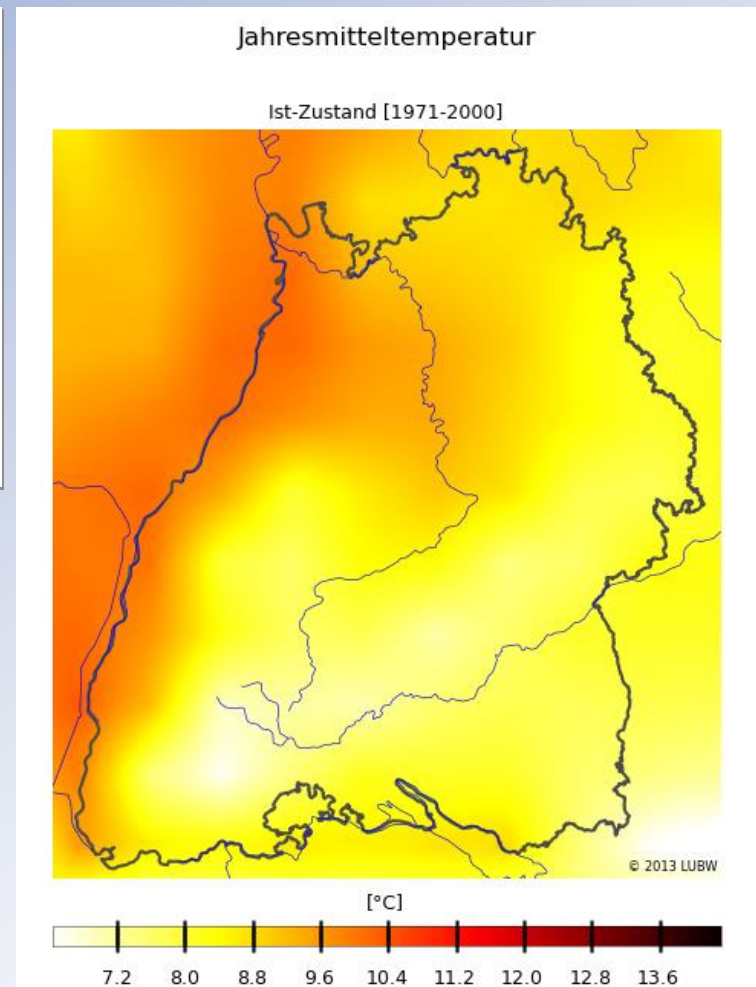 Jahresmitteltemperatur
Ist-Zustand [1971-2000]
© 2013 LUBW
[°C]
7.2 8.0 8.8 9.6 10.4 11.2 12.0 12.8 13.6